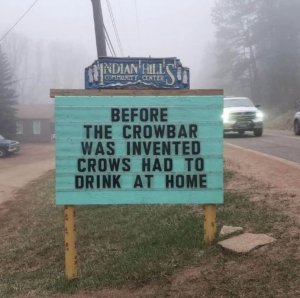 INDIAN HILLS
COMMUNITY CENTER
BEFORE
THE CROWBAR
WAS INVENTED
CROWS HAD TO
DRINK AT HOME